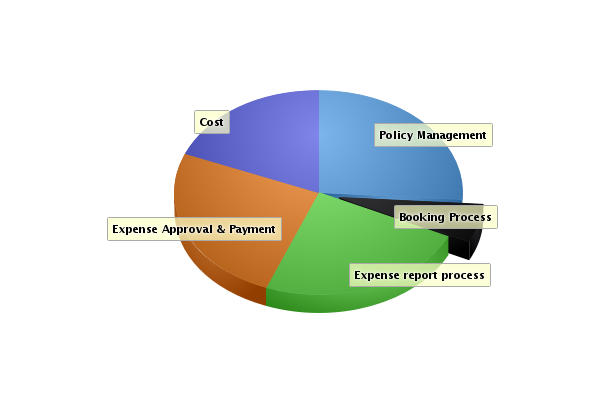 Cost
Policy Management
Booking Process
Expense Approval & Payment
Expense report process